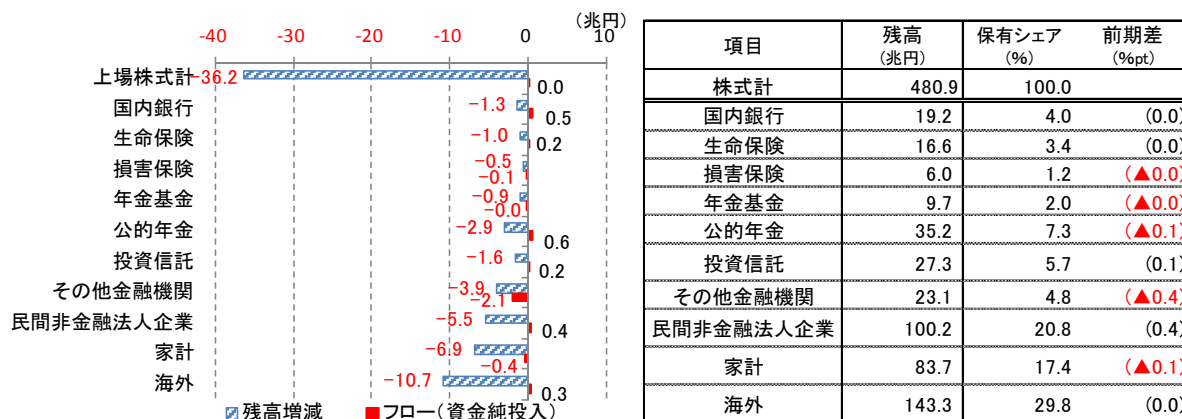 (兆円)
-40 -30 -20 -10 0 10
上場株式計 -36.2 0.0
国内銀行 -1.3 0.5
生命保険 -1.0 0.2
損害保険 -0.5 -0.1
年金基金 -0.9 -0.0
公的年金 -2.9 0.6
投資信託 -1.6 0.2
その他金融機関 -3.9 -2.1
民間非金融法人企業 -5.5 0.4
家計 -6.9 -0.4
海外 -10.7 0.3
残高増減 フロー(資金純投入)
項目 残高 保有シェア 前期差
(兆円) (%) (%pt)
株式計 480.9 100.0
国内銀行 19.2 4.0 (0.0)
生命保険 16.6 3.4 (0.0)
損害保険 6.0 1.2 (▲0.0)
年金基金 9.7 2.0 (▲0.0)
公的年金 35.2 7.3 (▲0.1)
投資信託 27.3 5.7 (0.1)
その他金融機関 23.1 4.8 (▲0.4)
民間非金融法人企業 100.2 20.8 (0.4)
家計 83.7 17.4 (▲0.1)
海外 143.3 29.8 (0.0)